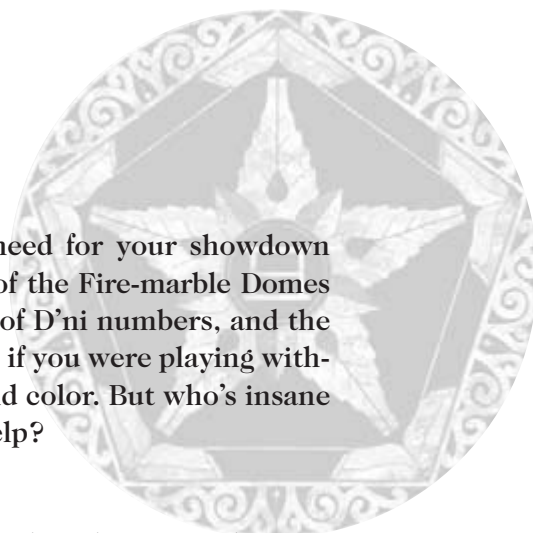 need for your showdown
of the Fire-marble Domes
of D’ni numbers, and the
if you were playing with-
d color. But who’s insane
elp?